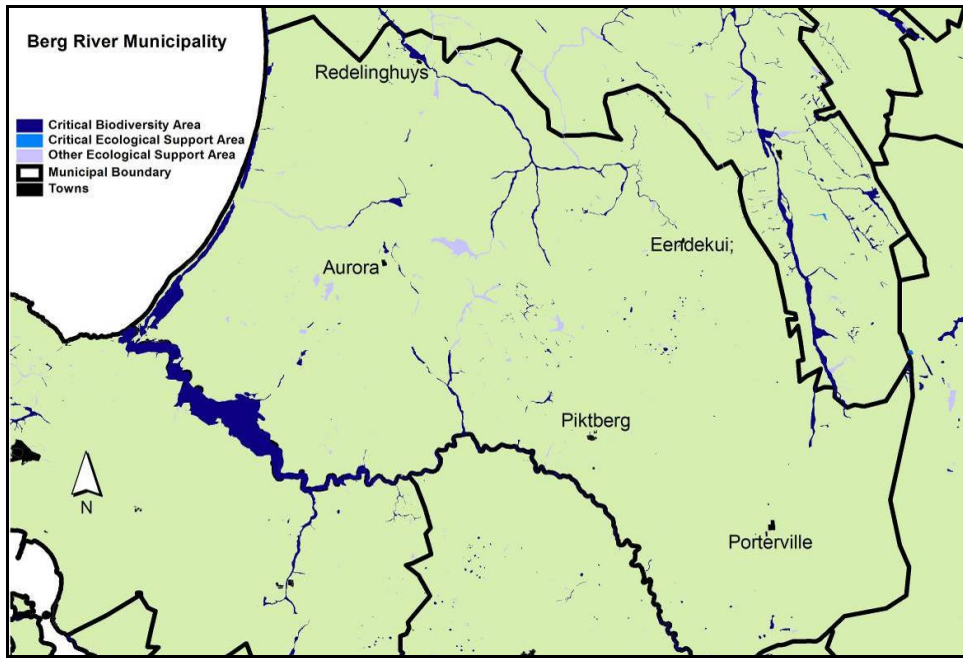 Berg River Municipality
Critical Biodiversity Area
Critical Ecological Support Area
Other Ecological Support Area
Municipal Boundary
Towns
Redelinghuys
Eendekui;
Aurora
Piktberg
N
Porterville